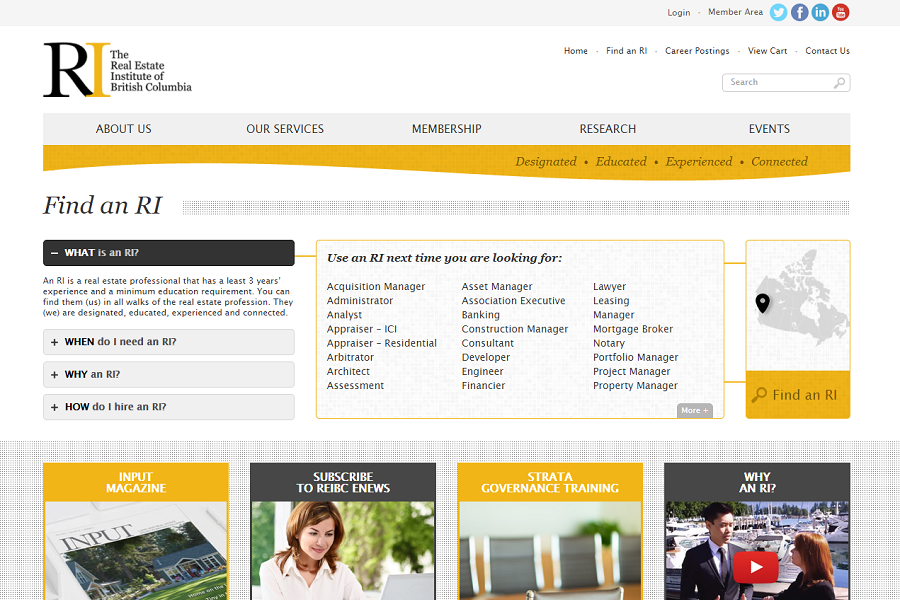 Login · Member Area
The
Real Estate
Institute of
British Columbia
RI
Home · Find an RI · Career Postings · View Cart · Contact Us
Search
ABOUT US OUR SERVICES MEMBERSHIP RESEARCH EVENTS
Designated • Educated • Experienced • Connected
Find an RI
− WHAT is an RI?
An RI is a real estate professional that has a least 3 years'
experience and a minimum education requirement. You can
find them (us) in all walks of the real estate profession. They
(we) are designated, educated, experienced and connected.
+ WHEN do I need an RI?
+ WHY an RI?
+ HOW do I hire an RI?
Use an RI next time you are looking for:
Acquisition Manager
Administrator
Analyst
Appraiser – ICI
Appraiser – Residential
Arbitrator
Architect
Assessment
Asset Manager
Association Executive
Banking
Construction Manager
Consultant
Developer
Engineer
Financier
Lawyer
Leasing
Manager
Mortgage Broker
Notary
Portfolio Manager
Project Manager
Property Manager
More +
Find an RI
INPUT
MAGAZINE
INPUT
SUBSCRIBE
TO REIBC ENEWS
STRATA
GOVERNANCE TRAINING
WHY
AN RI?